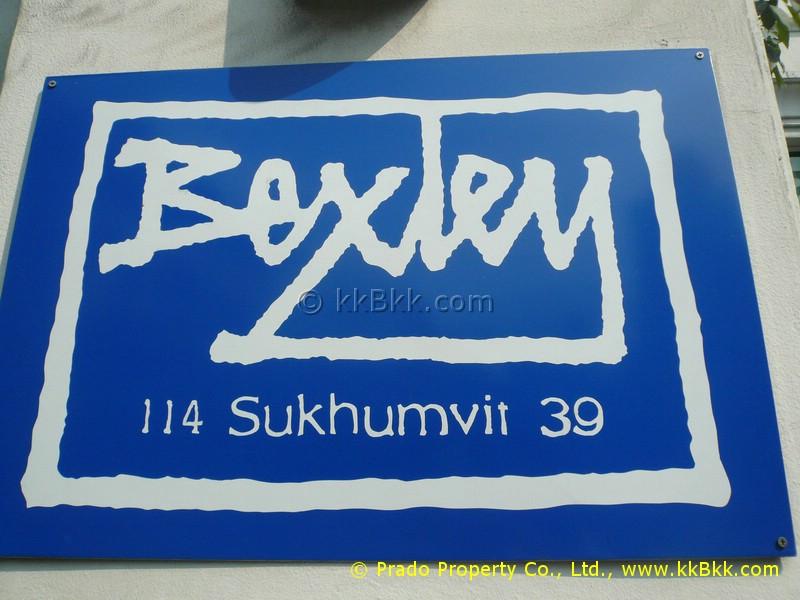 Boxley
© kkBkk.com
114 Sukhumvit 39
© Prado Property Co., Ltd., www.kkBkk.com